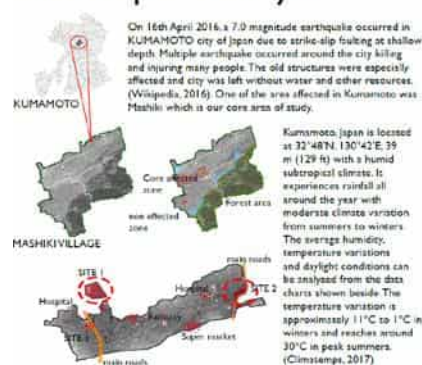 On 16th April 2016, a 7.0 magnitude earthquake occurred in
KUMAMOTO city of Japan due to strike-slip faulting at shallow
depth. Multiple earthquake occurred around the city killing
and injuring many people. The old structures were especially
affected and city was left without water and other resources.
(Wikipedia, 2016) One of the area affected in Kumamoto was
Mashiki which is our core area of study.
KUMAMOTO
Kumamoto, Japan is located
at 32°48'N, 130°42'E, 39
m (129 ft) with a humid
subtropical climate. It
experiences rainfall all
around the year with
moderate climate variation
from summers to winters.
The average humidity,
temperature variations
and daylight conditions can
be analyzed from the data
charts shown beside. The
temperature variation is
approximately 11°C to 1°C in
winters and reaches around
30°C in peak summers.
(Climatemps, 2017)
Core affected
zone
Forest area
non affected
zone
MASHIKI VILLAGE
main roads
SITE 1
Hospital
SITE 2
Hospital
Super market
main roads